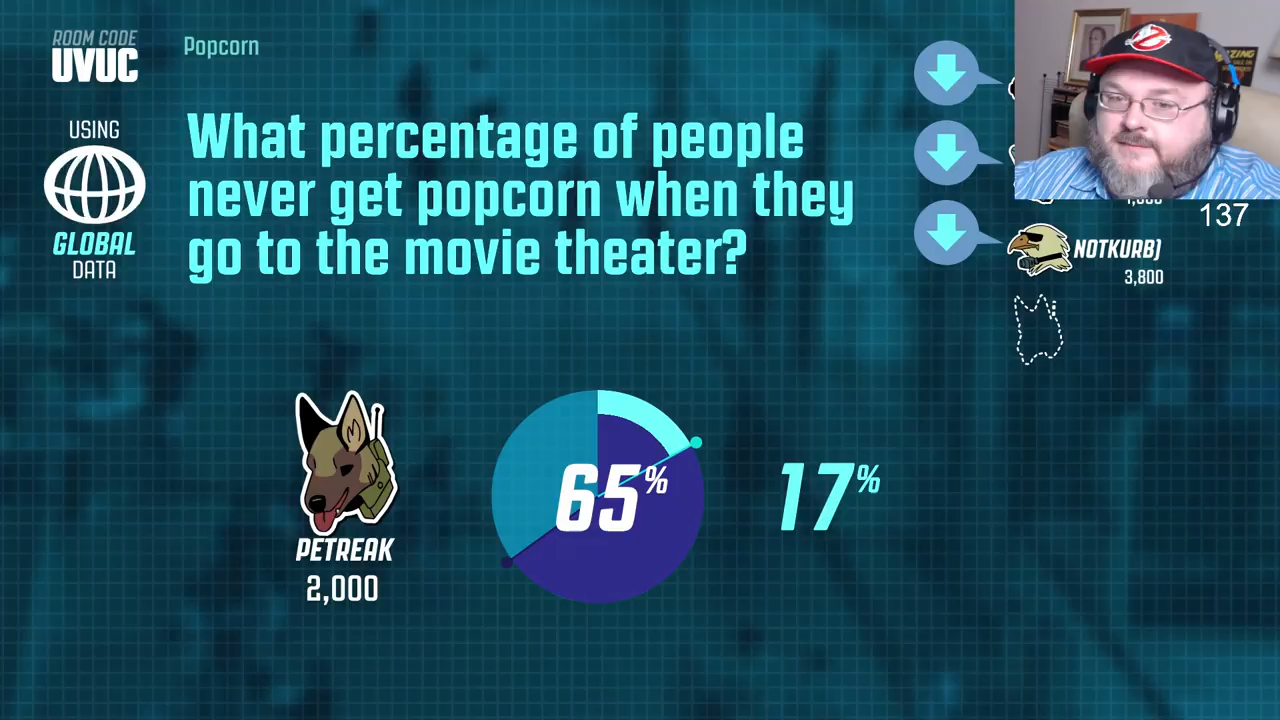 ROOM CODE
UVUC
Popcorn
USING
GLOBAL
DATA
What percentage of people
never get popcorn when they
go to the movie theater?
137
NOTKURBJ
3,800
65%
17%
PETREAK
2,000